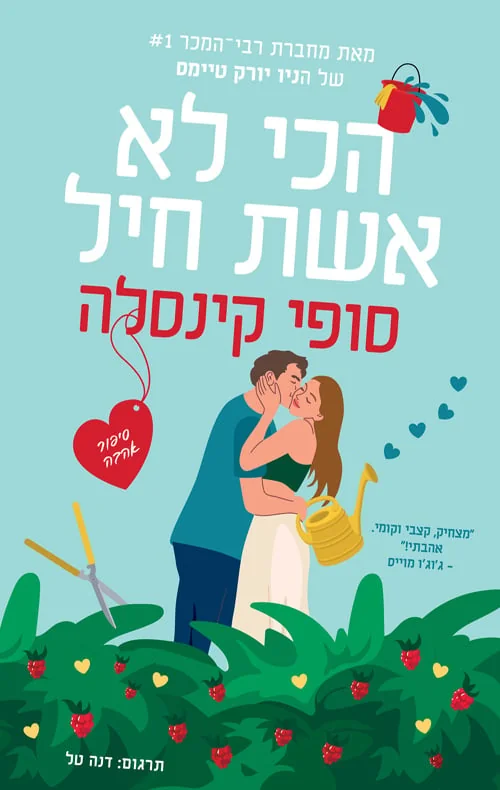 מאת מחברת רבי־המכר #1
של הניו יורק טיימס
הכי לא
אשת חיל
סופי קינסלה
סיפור
אהבה
"מצחיק, קצבי וקומי.
אהבתי!"
- ג'וג'ו מוייס
תרגום: דנה טל